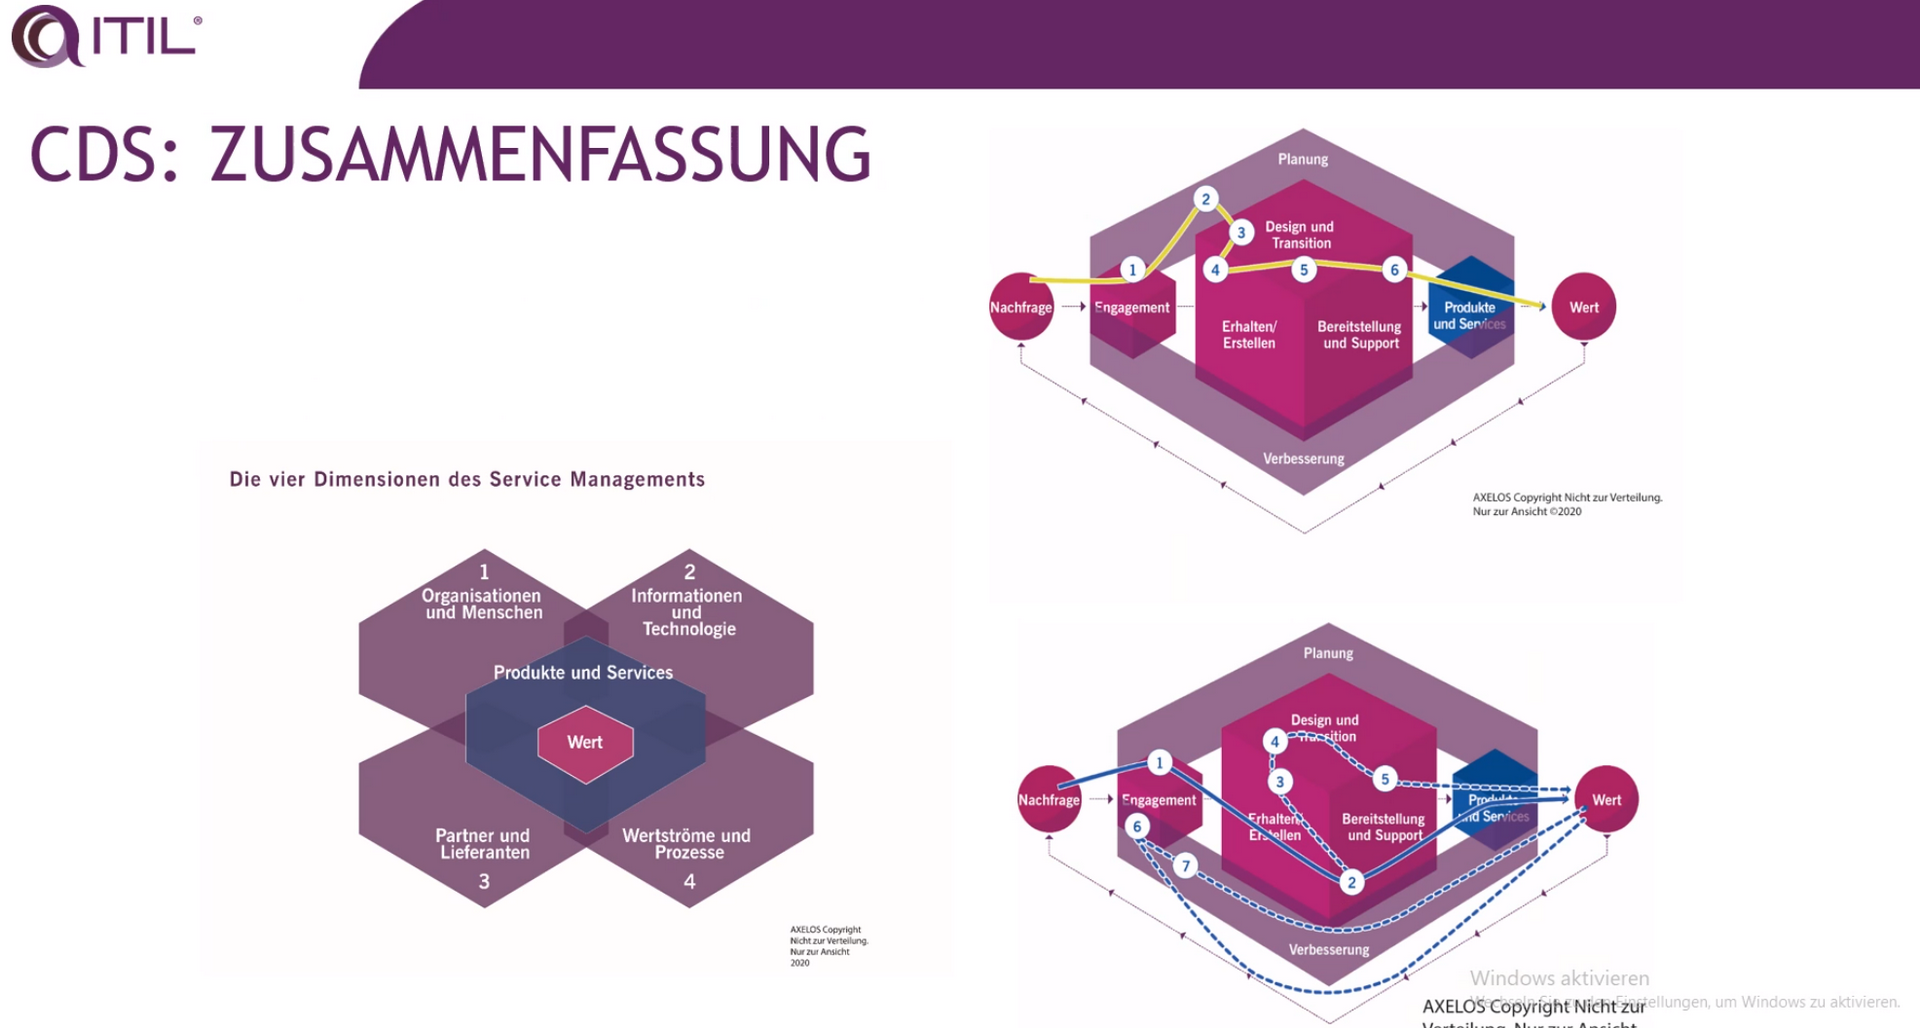 ITIL®
CDS: ZUSAMMENFASSUNG
Planung
2
3
Design und
Transition
1
4
5
6
Nachfrage
Engagement
Produkte
und Services
Wert
Erhalten/
Erstellen
Bereitstellung
und Support
Verbesserung
AXELOS Copyright Nicht zur Verteilung.
Nur zur Ansicht ©2020
Die vier Dimensionen des Service Managements
1
Organisationen
und Menschen
2
Informationen
und
Technologie
Produkte und Services
Wert
Partner und
Lieferanten
3
Wertströme und
Prozesse
4
AXELOS Copyright
Nicht zur Verteilung.
Nur zur Ansicht
2020
Planung
Design und
Transition
4
1
3
5
Nachfrage
Engagement
Produkte
und Services
Wert
Erhalten/
Erstellen
Bereitstellung
und Support
6
7
2
Verbesserung
Windows aktivieren
Wechseln Sie zu den Einstellungen, um Windows zu aktivieren.
AXELOS Copyright Nicht zur
Verteilung. Nur zur Ansicht